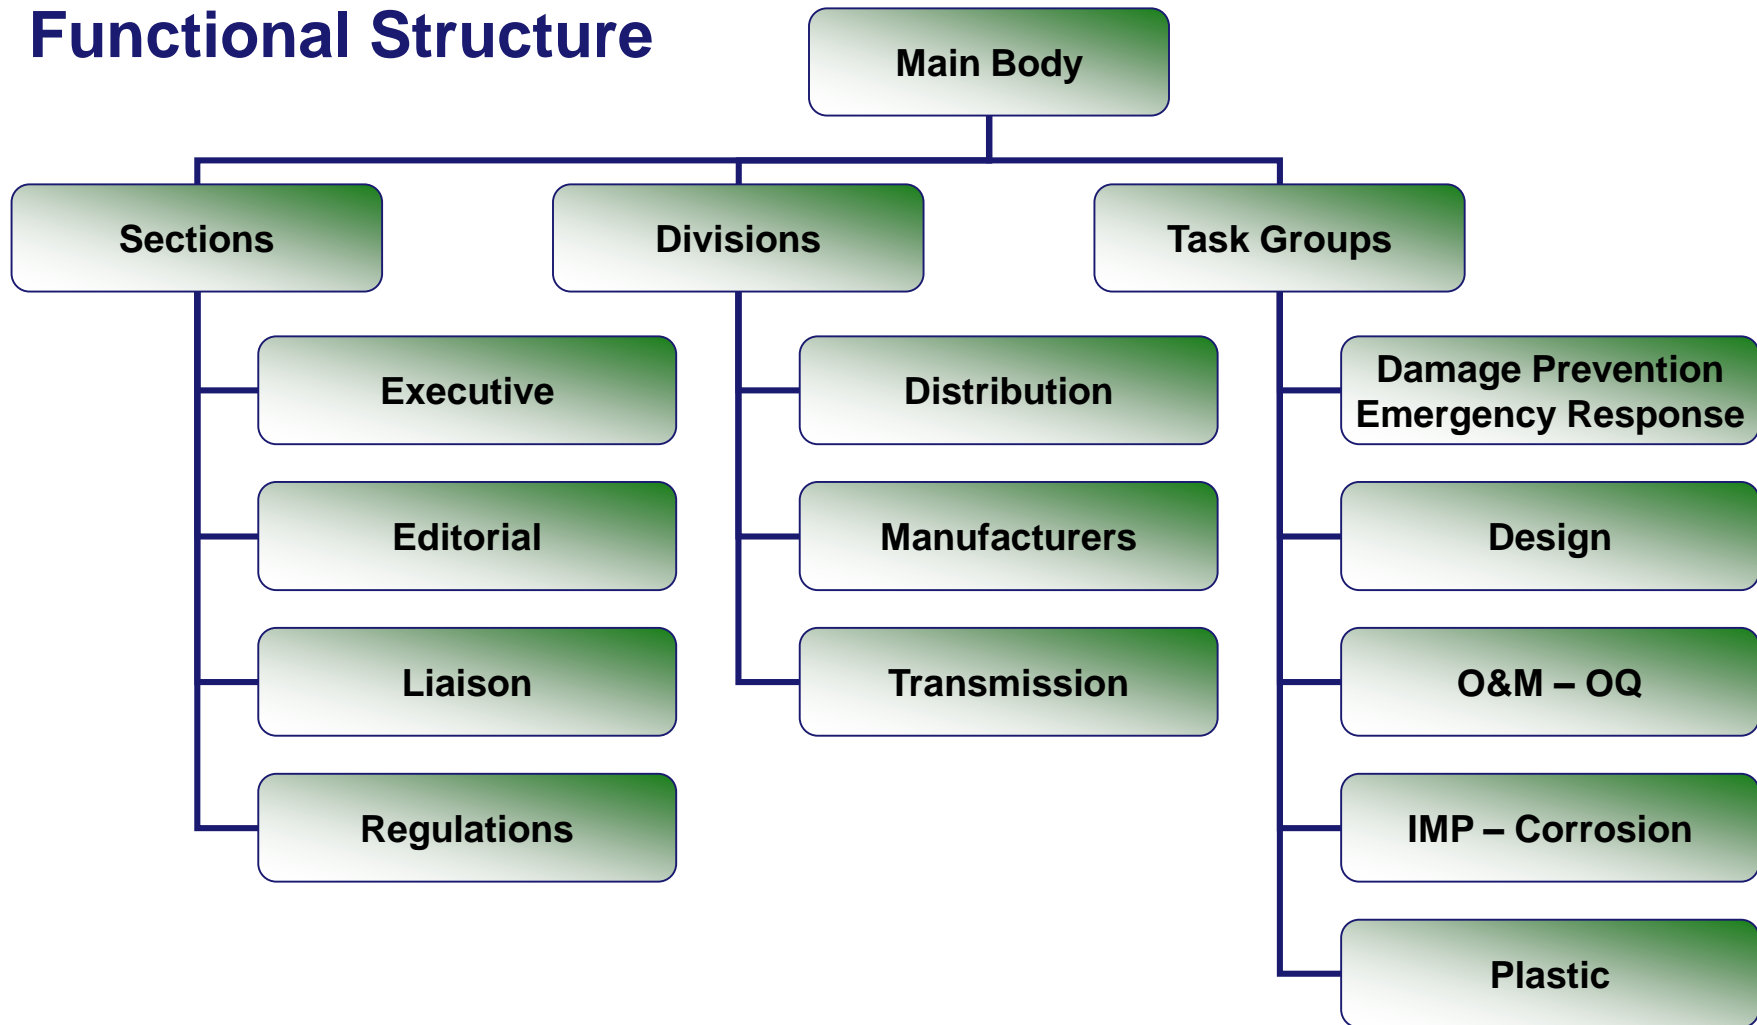 Functional Structure
Main Body
Sections
Divisions
Task Groups
Executive
Editorial
Liaison
Regulations
Distribution
Manufacturers
Transmission
Damage Prevention
Emergency Response
Design
O&M – OQ
IMP – Corrosion
Plastic